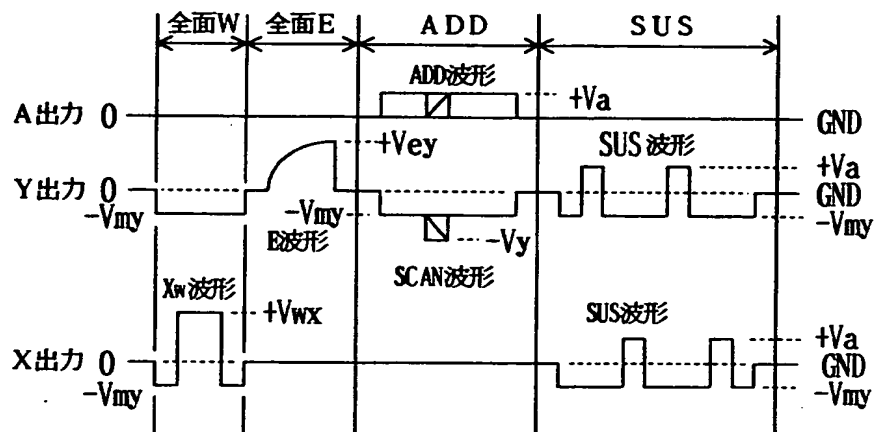 全面W 全面E ADD SUS
ADD波形
+Va
A出力 0 GND
+Vey SUS波形
+Va
Y出力 0 GND
-Vmy -Vmy -Vmy
E波形 -Vy
SCAN波形
Xw波形 SUS波形
+Vwx
+Va
X出力 0 GND
-Vmy -Vmy